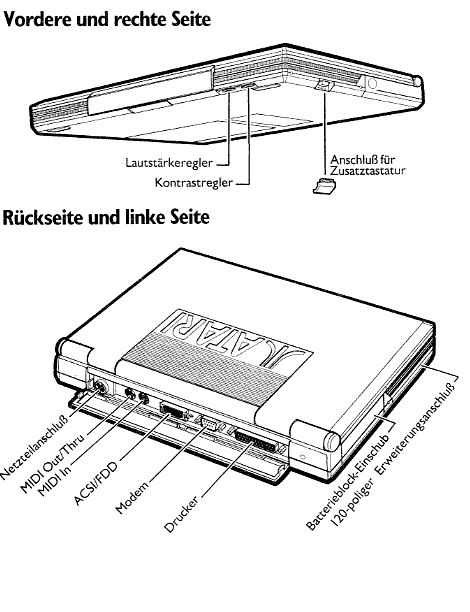 Vordere und rechte Seite
Lautstärkeregler
Kontrastregler
Anschluß für
Zusatztastatur
Rückseite und linke Seite
ATARI
Netzteilanschluß
MIDI Out/Thru
MIDI In
ACSI/FDD
Modem
Drucker
Batterieblock-Einschub
120-poliger Erweiterungsanschluß